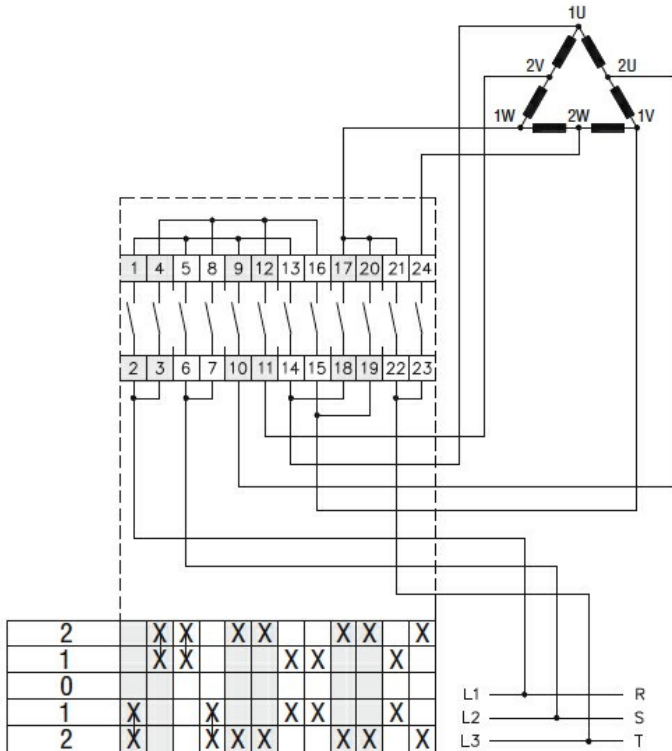 1U
2V 2U
1W 2W 1V
1 4 5 8 9 12 13 16 17 20 21 24
2 3 6 7 10 11 14 15 18 19 22 23
2 X X X X X X X
1 X X X X X
0
1 X X X X X
2 X X X X X X X
L1 R
L2 S
L3 T